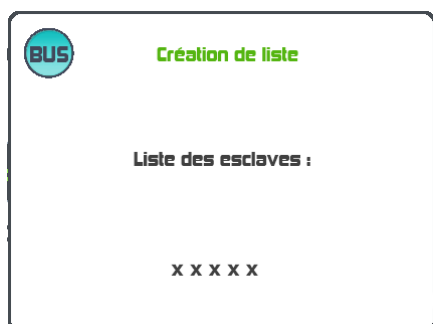 BUS
Création de liste
Liste des esclaves :
x x x x x